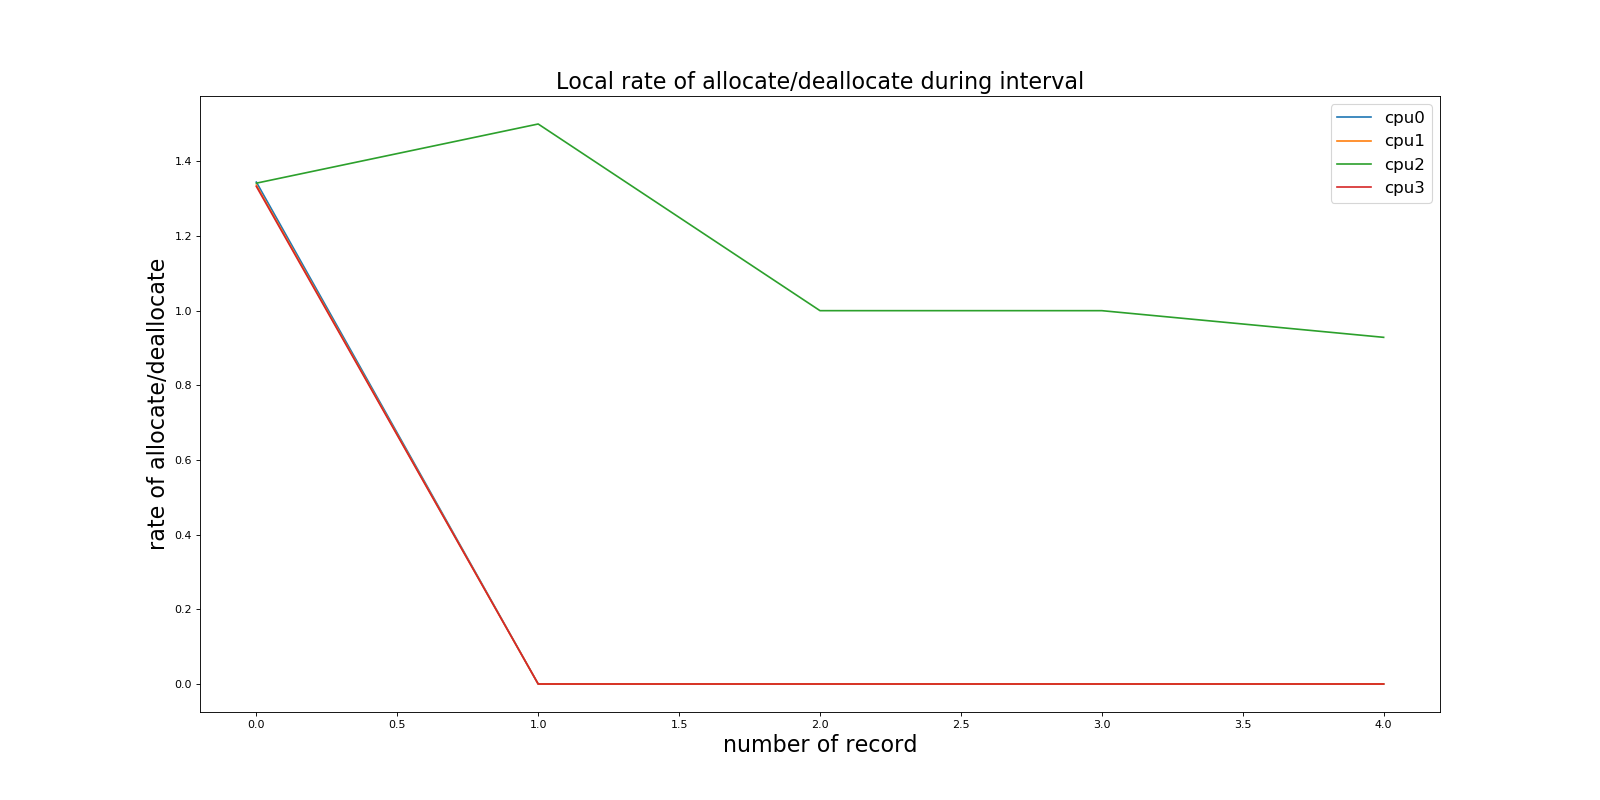 Local rate of allocate/deallocate during interval
cpu0
cpu1
cpu2
cpu3
rate of allocate/deallocate
1.4
1.2
1.0
0.8
0.6
0.4
0.2
0.0
0.0 0.5 1.0 1.5 2.0 2.5 3.0 3.5 4.0
number of record